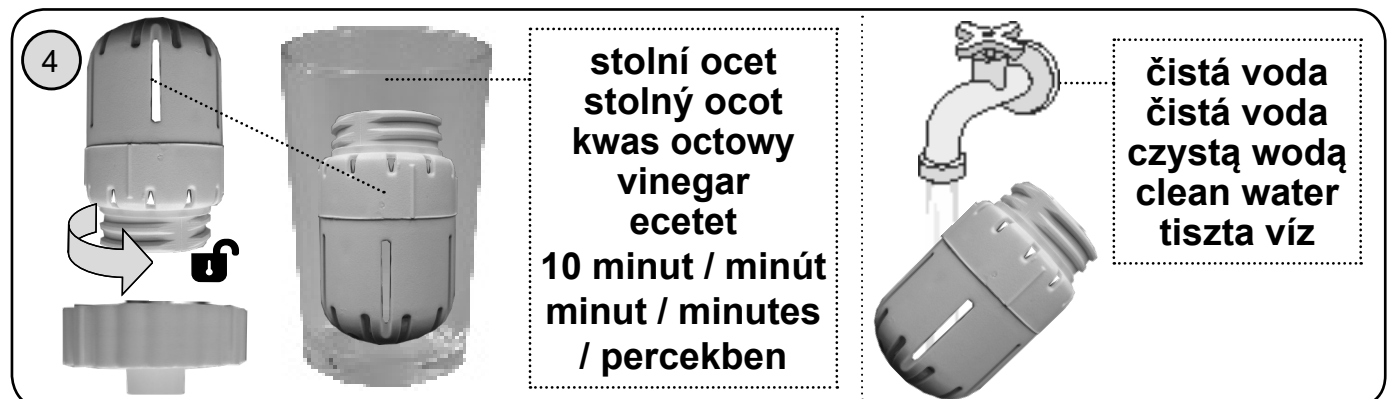 4
stolní ocet
stolný ocot
kwas octowy
vinegar
ecetet
10 minut / minút
minut / minutes
/ percekben
čistá voda
čistá voda
czystą wodą
clean water
tiszta víz